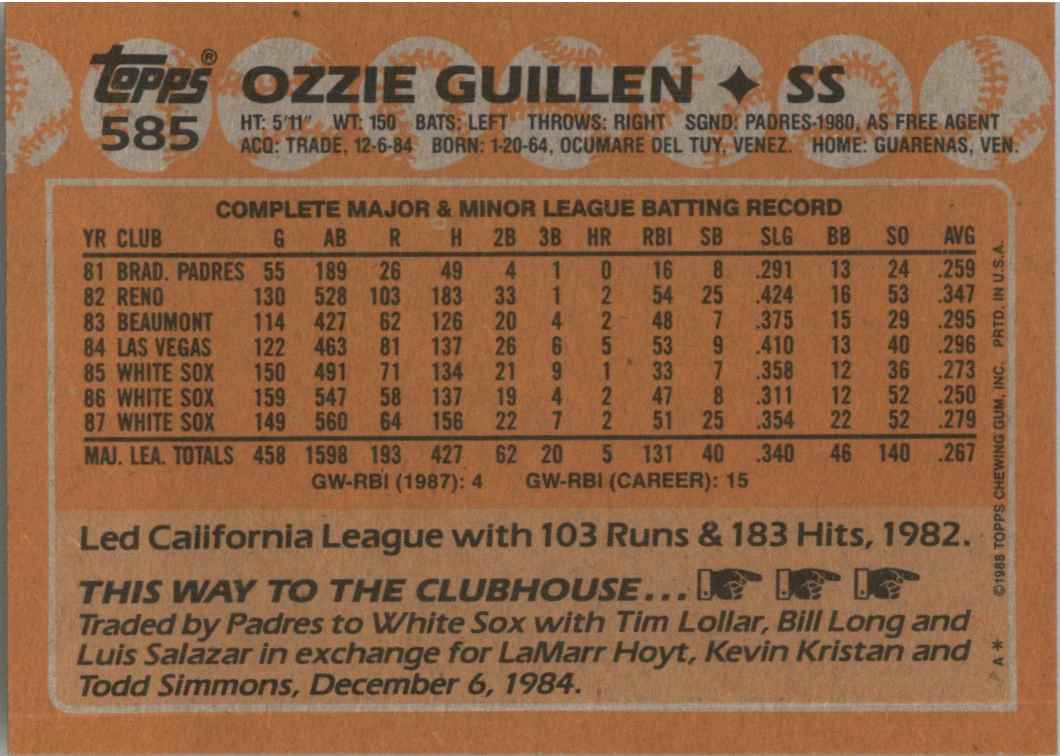 topps® OZZIE GUILLEN ✦ SS
585 HT: 5'11" WT: 150 BATS: LEFT THROWS: RIGHT SGND: PADRES-1980, AS FREE AGENT
ACQ: TRADE, 12-6-84 BORN: 1-20-64, OCUMARE DEL TUY, VENEZ. HOME: GUARENAS, VEN.
COMPLETE MAJOR & MINOR LEAGUE BATTING RECORD
YR CLUB G AB R H 2B 3B HR RBI SB SLG BB SO AVG
81 BRAD. PADRES 55 189 26 49 4 1 0 16 8 .291 13 24 .259
82 RENO 130 528 103 183 33 1 2 54 25 .424 16 53 .347
83 BEAUMONT 114 427 62 126 20 4 2 48 7 .375 15 29 .295
84 LAS VEGAS 122 463 81 137 26 6 5 53 9 .410 13 40 .296
85 WHITE SOX 150 491 71 134 21 9 1 33 7 .358 12 36 .273
86 WHITE SOX 159 547 58 137 19 4 2 47 8 .311 12 52 .250
87 WHITE SOX 149 560 64 156 22 7 2 51 25 .354 22 52 .279
MAJ. LEA. TOTALS 458 1598 193 427 62 20 5 131 40 .340 46 140 .267
GW-RBI (1987): 4 GW-RBI (CAREER): 15
Led California League with 103 Runs & 183 Hits, 1982.
THIS WAY TO THE CLUBHOUSE...
Traded by Padres to White Sox with Tim Lollar, Bill Long and
Luis Salazar in exchange for LaMarr Hoyt, Kevin Kristan and
Todd Simmons, December 6, 1984.
©1988 TOPPS CHEWING GUM, INC. PRTD. IN U.S.A.
A *